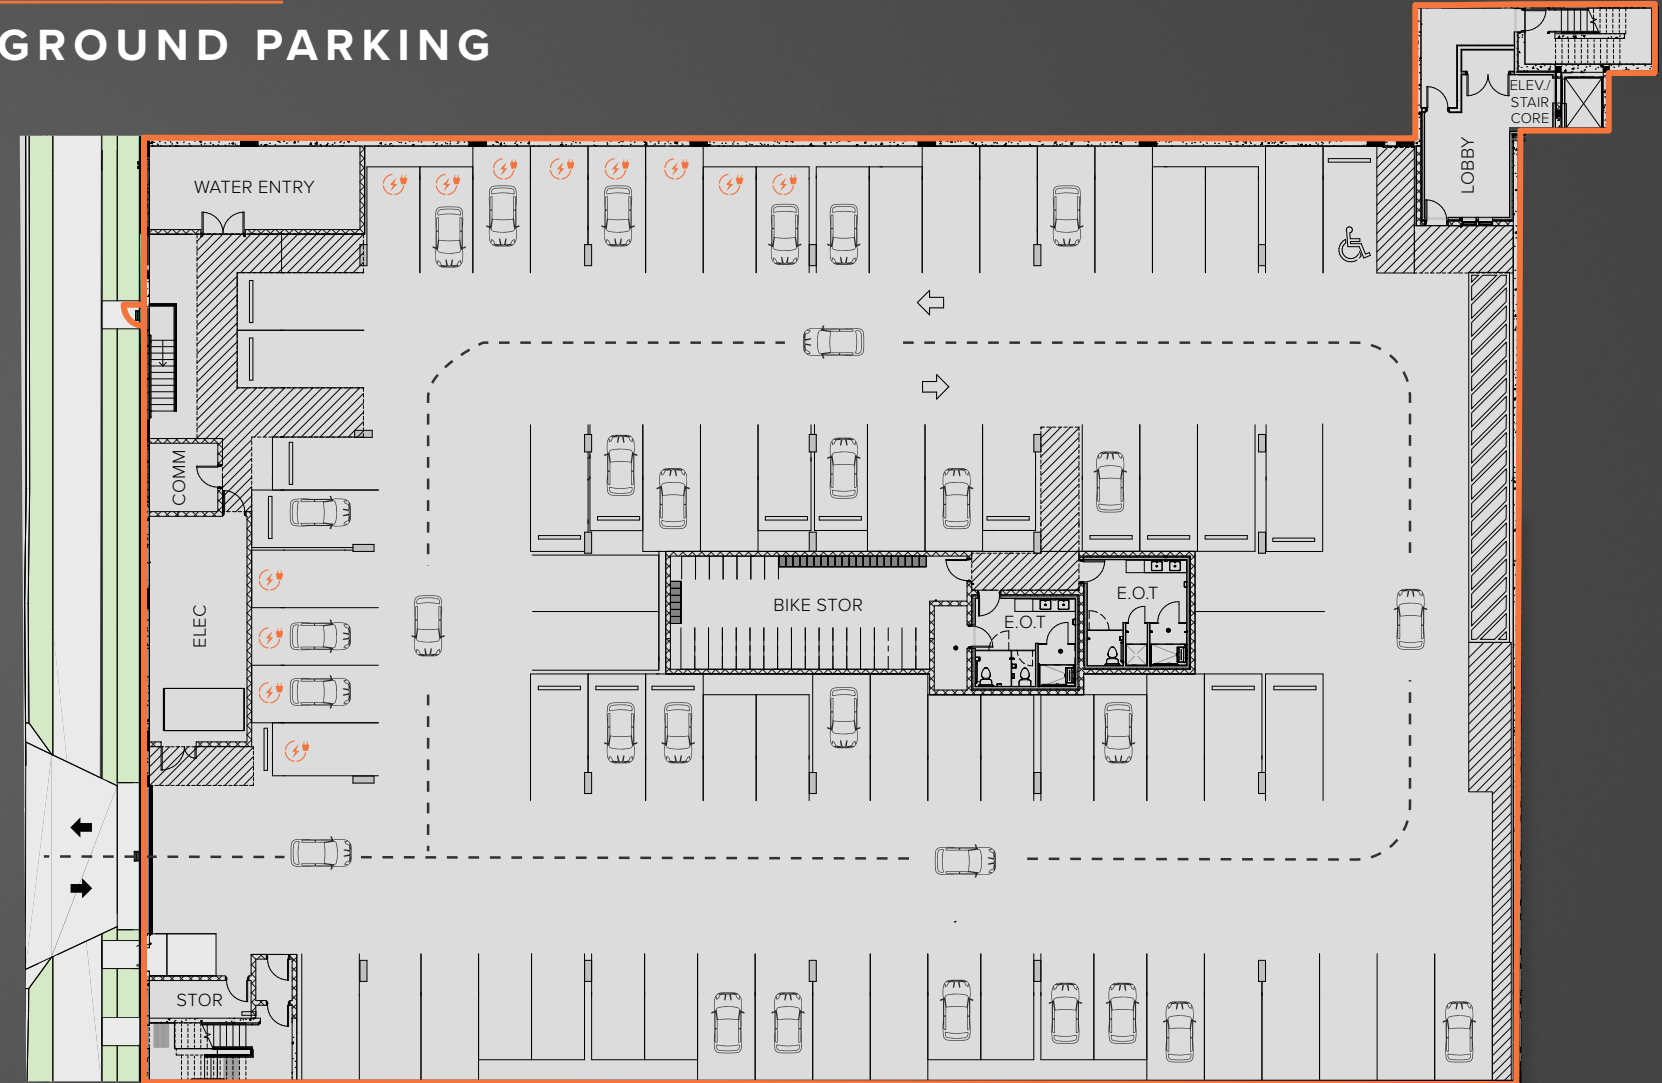 GROUND PARKING
ELEV./
STAIR
CORE
LOBBY
WATER ENTRY
COMM
ELEC
BIKE STOR
E.O.T
E.O.T
STOR